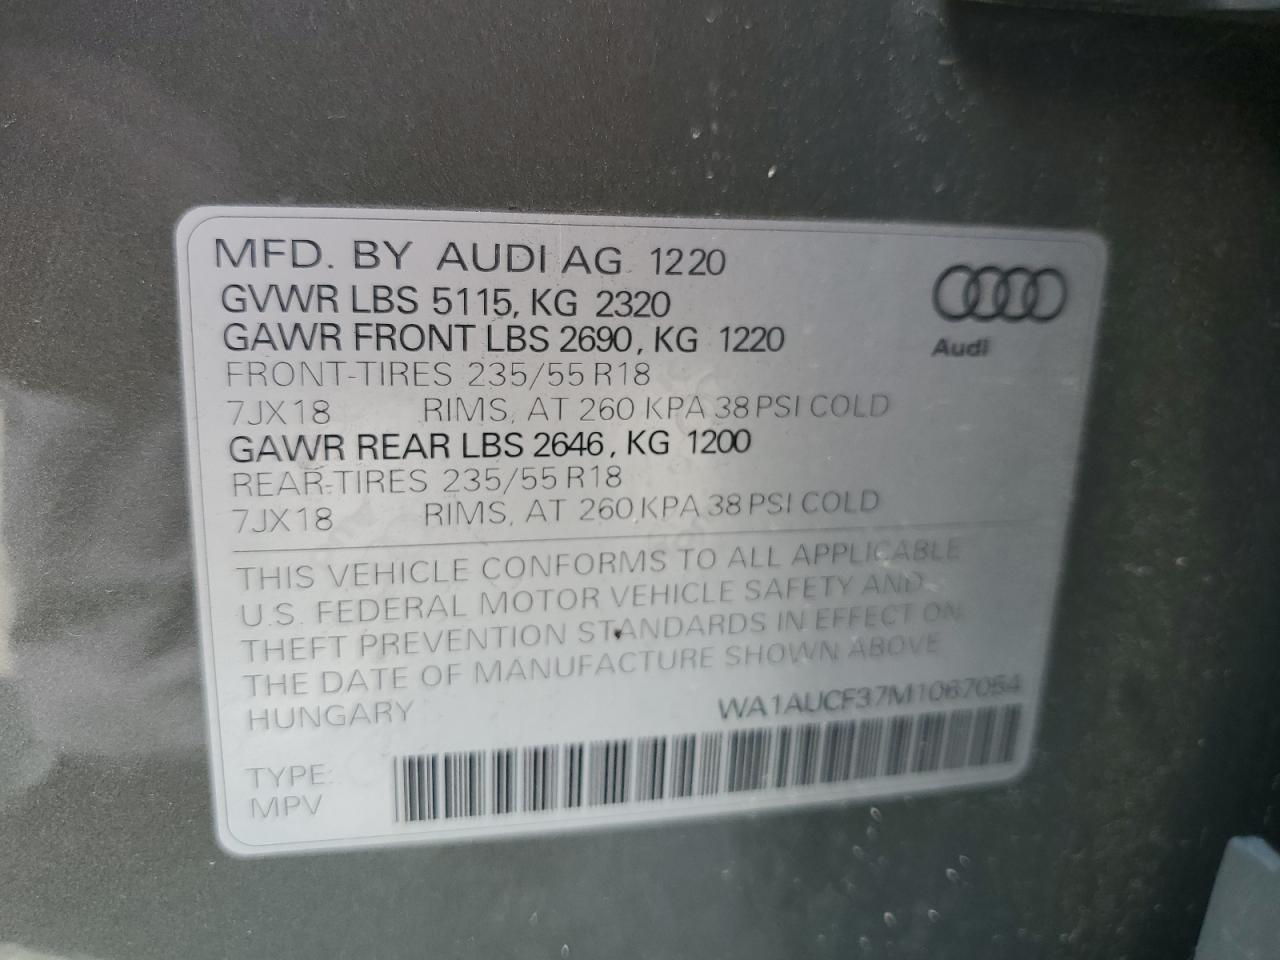 MFD. BY AUDI AG 1220
GVWR LBS 5115, KG 2320
GAWR FRONT LBS 2690, KG 1220
FRONT-TIRES 235/55 R18
7JX18 RIMS, AT 260 KPA 38 PSI COLD
GAWR REAR LBS 2646, KG 1200
REAR-TIRES 235/55 R18
7JX18 RIMS, AT 260 KPA 38 PSI COLD
Audi
THIS VEHICLE CONFORMS TO ALL APPLICABLE
U.S. FEDERAL MOTOR VEHICLE SAFETY AND
THEFT PREVENTION STANDARDS IN EFFECT ON
THE DATE OF MANUFACTURE SHOWN ABOVE
HUNGARY
WA1AUCF37M1067054
TYPE:
MPV